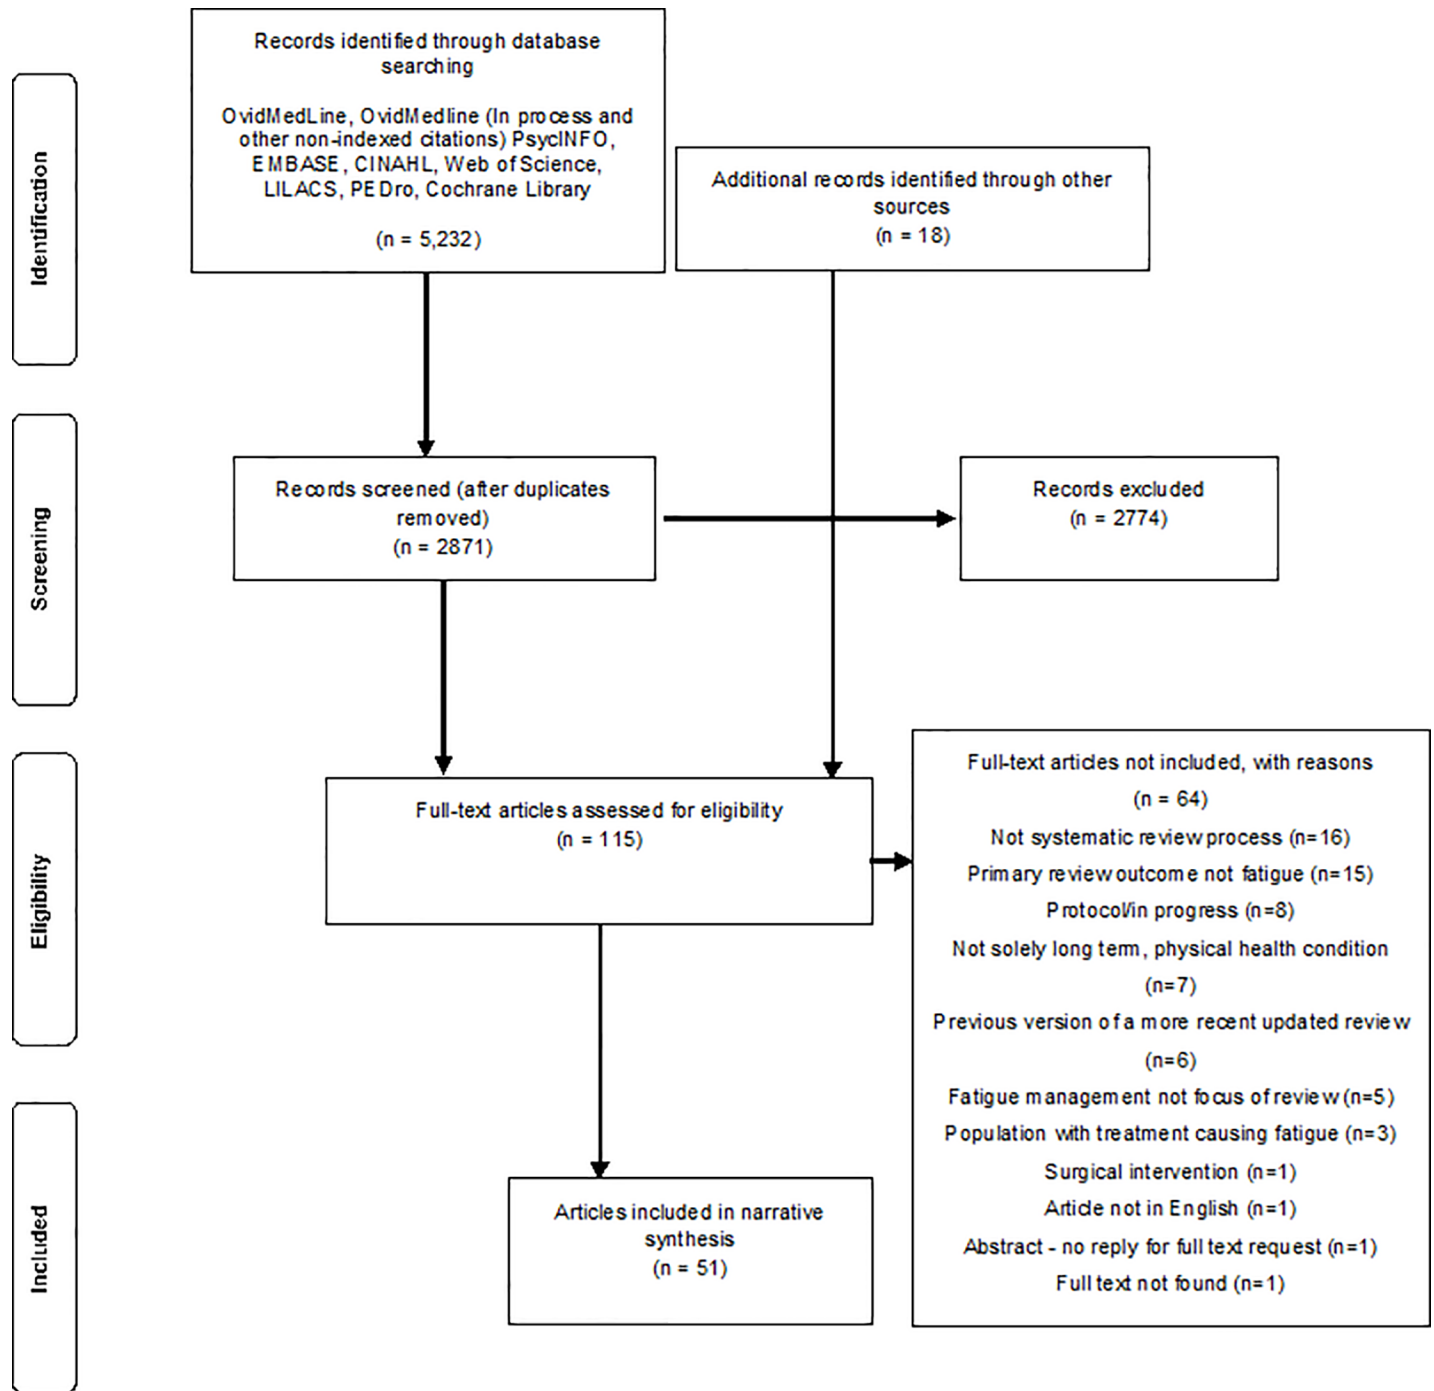 Identification
Records identified through database
searching
OvidMedLine, OvidMedline (In process and
other non-indexed citations) PsycINFO,
EMBASE, CINAHL, Web of Science,
LILACS, PEDro, Cochrane Library
(n = 5,232)
Additional records identified through other
sources
(n = 18)
Screening
Records screened (after duplicates
removed)
(n = 2871)
Records excluded
(n = 2774)
Eligibility
Full-text articles assessed for eligibility
(n = 115)
Full-text articles not included, with reasons
(n = 64)
Not systematic review process (n=16)
Primary review outcome not fatigue (n=15)
Protocol/in progress (n=8)
Not solely long term, physical health condition
(n=7)
Previous version of a more recent updated review
(n=6)
Fatigue management not focus of review (n=5)
Population with treatment causing fatigue (n=3)
Surgical intervention (n=1)
Article not in English (n=1)
Abstract - no reply for full text request (n=1)
Full text not found (n=1)
Included
Articles included in narrative
synthesis
(n = 51)